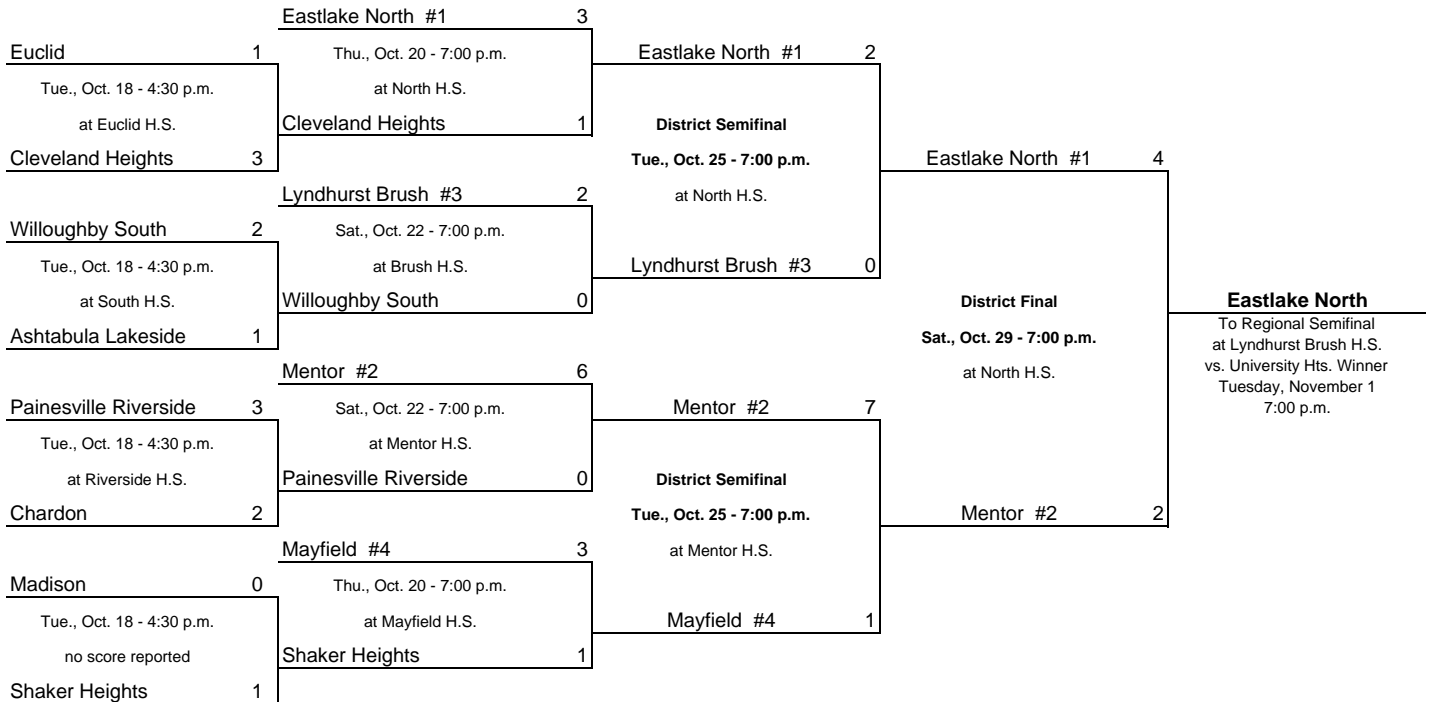 Eastlake North #1 3
Euclid 1
Thu., Oct. 20 - 7:00 p.m.
Eastlake North #1 2
Tue., Oct. 18 - 4:30 p.m.
at North H.S.
at Euclid H.S.
Cleveland Heights 1
District Semifinal
Cleveland Heights 3
Tue., Oct. 25 - 7:00 p.m.
Eastlake North #1 4
Lyndhurst Brush #3 2
at North H.S.
Willoughby South 2
Sat., Oct. 22 - 7:00 p.m.
Tue., Oct. 18 - 4:30 p.m.
at Brush H.S.
Lyndhurst Brush #3 0
at South H.S.
Willoughby South 0
District Final
Eastlake North
Ashtabula Lakeside 1
Sat., Oct. 29 - 7:00 p.m.
To Regional Semifinal
at Lyndhurst Brush H.S.
Mentor #2 6
at North H.S.
vs. University Hts. Winner
Tuesday, November 1
Painesville Riverside 3
Sat., Oct. 22 - 7:00 p.m.
Mentor #2 7
7:00 p.m.
Tue., Oct. 18 - 4:30 p.m.
at Mentor H.S.
at Riverside H.S.
Painesville Riverside 0
District Semifinal
Chardon 2
Tue., Oct. 25 - 7:00 p.m.
Mentor #2 2
Mayfield #4 3
at Mentor H.S.
Madison 0
Thu., Oct. 20 - 7:00 p.m.
Tue., Oct. 18 - 4:30 p.m.
at Mayfield H.S.
Mayfield #4 1
no score reported
Shaker Heights 1
Shaker Heights 1